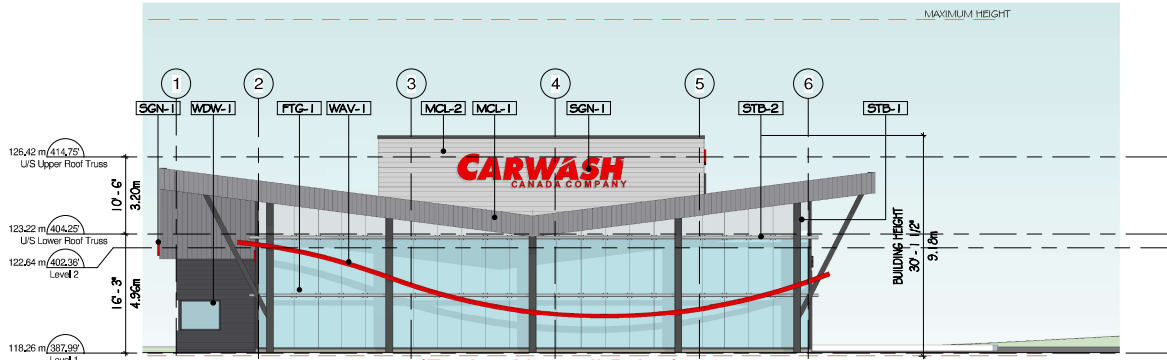 MAXIMUM HEIGHT
1 2 3 4 5 6
SGN-1 WDW-1 FTG-1 WAV-1 MCL-2 MCL-1 SGN-1 STB-2 STB-1
126.42 m 414.75'
U/S Upper Roof Truss
CARWASH
CANADA COMPANY
10'- 6"
3.20m
123.22 m 404.25'
U/S Lower Roof Truss
122.64 m 402.36'
Level 2
BUILDING HEIGHT
30'- 1 1/2"
9.18m
16'- 3"
4.96m
118.26 m 387.99'
Level 1